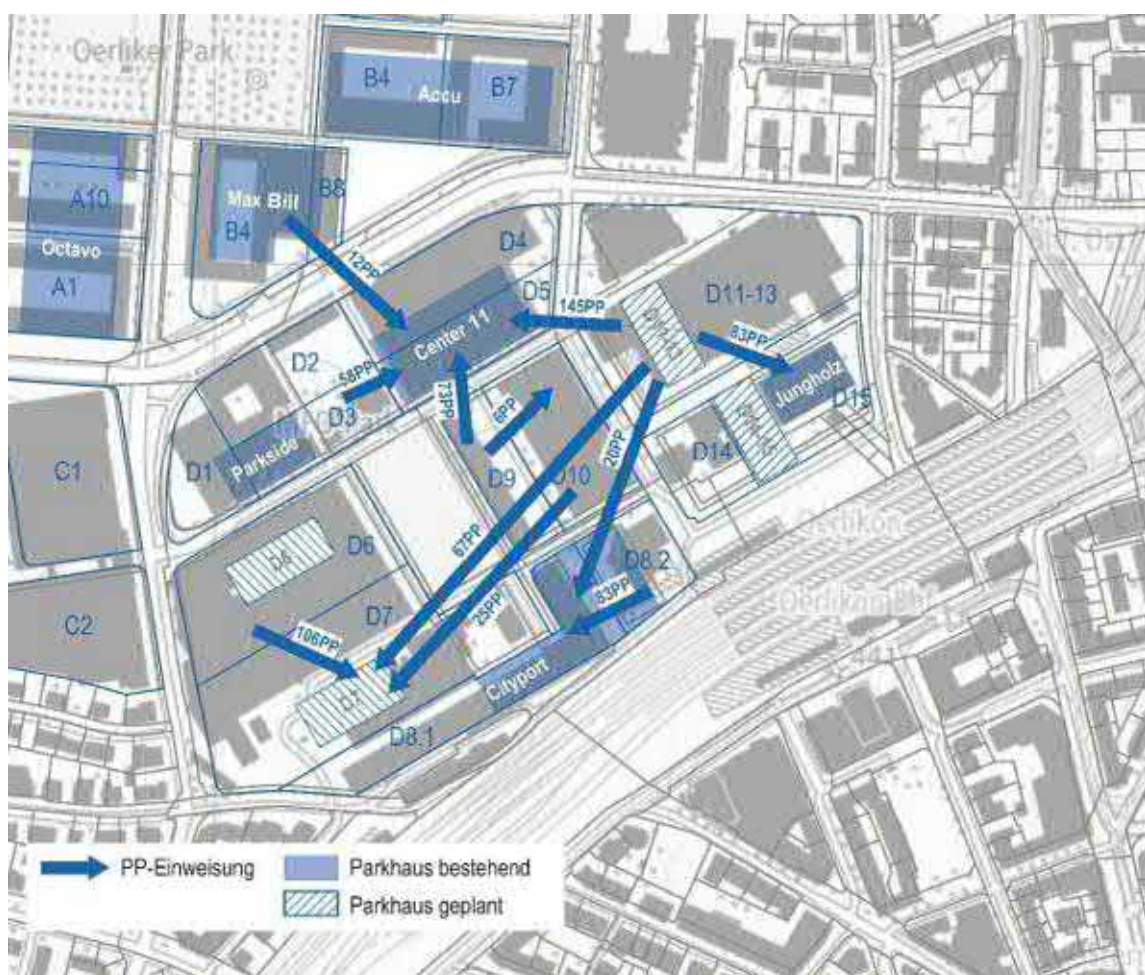 Oerliker Park
B4
B7
Accu
A10
Octavo
A1
Max Bill
B8
B4
12PP
D4
D5
145PP
D11-13
83PP
Jungholz
D15
Center 11
D2
58PP
D3
73PP
6PP
20PP
D14
D1
Parkside
C1
D9
D10
67PP
25PP
D6
D6
D7
D8.2
83PP
C2
106PP
D7
Cityport
D8.1
Oerlikon
PP-Einweisung
Parkhaus bestehend
Parkhaus geplant